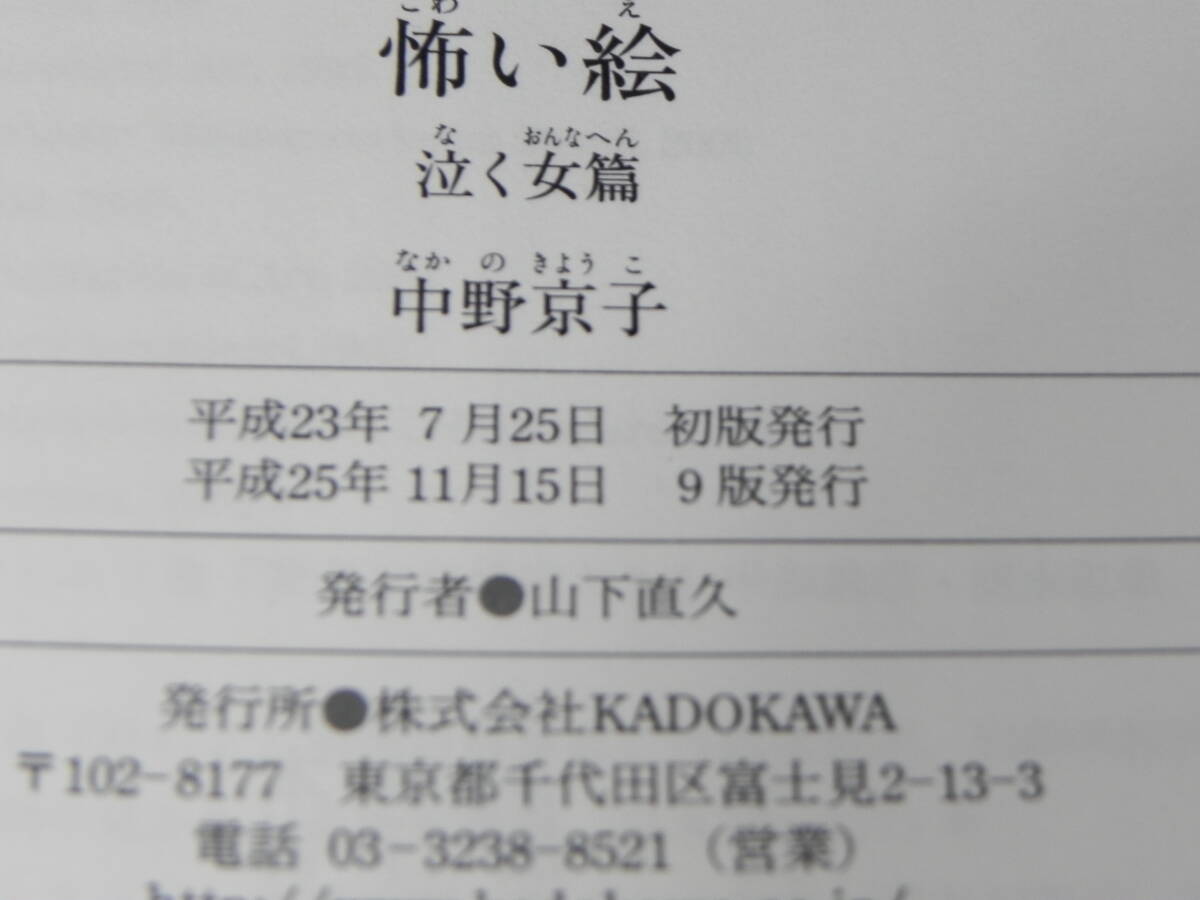 こわ え
怖い絵
な おんなへん
泣く女篇
なか の きょう こ
中野京子
平成23年 7月25日 初版発行
平成25年 11月15日 9版発行
発行者●山下直久
発行所●株式会社KADOKAWA
〒102-8177 東京都千代田区富士見2-13-3
電話 03-3238-8521（営業）